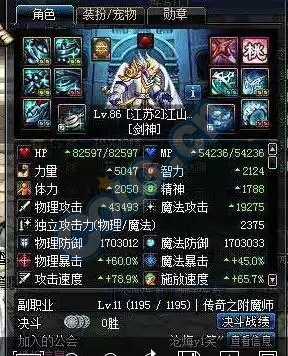 角色 装扮/宠物 勋章
Lv.86 [江苏2]江山...
[剑神]
HP 82597/82597 MP 54236/54236
力量 5047 智力 2124
体力 2050 精神 1788
物理攻击 43493 魔法攻击 19275
独立攻击力(物理/魔法) 2375
物理防御 1703012 魔法防御 1703033
物理暴击 +60.0% 魔法暴击 +45.0%
攻击速度 +78.9% 施放速度 +65.7%
副职业 Lv.11 (1195 / 1195) | 传奇之附魔师
决斗 0胜 决斗战绩
加入的公会 查看信息